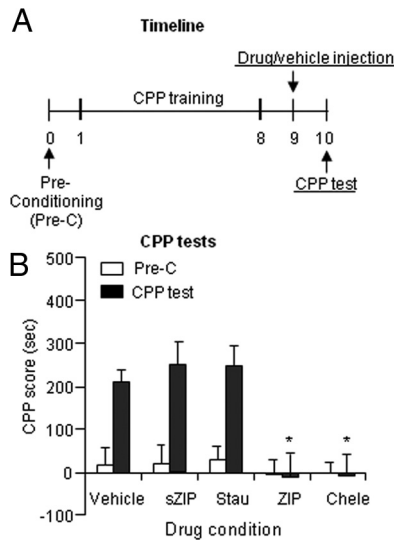 A
Timeline
Drug/vehicle injection
CPP training
0 1 8 9 10
Pre-
Conditioning
(Pre-C)
CPP test
B
CPP tests
Pre-C
CPP test
CPP score (sec)
500
400
300
200
100
0
-100
* *
Vehicle sZIP Stau ZIP Chele
Drug condition